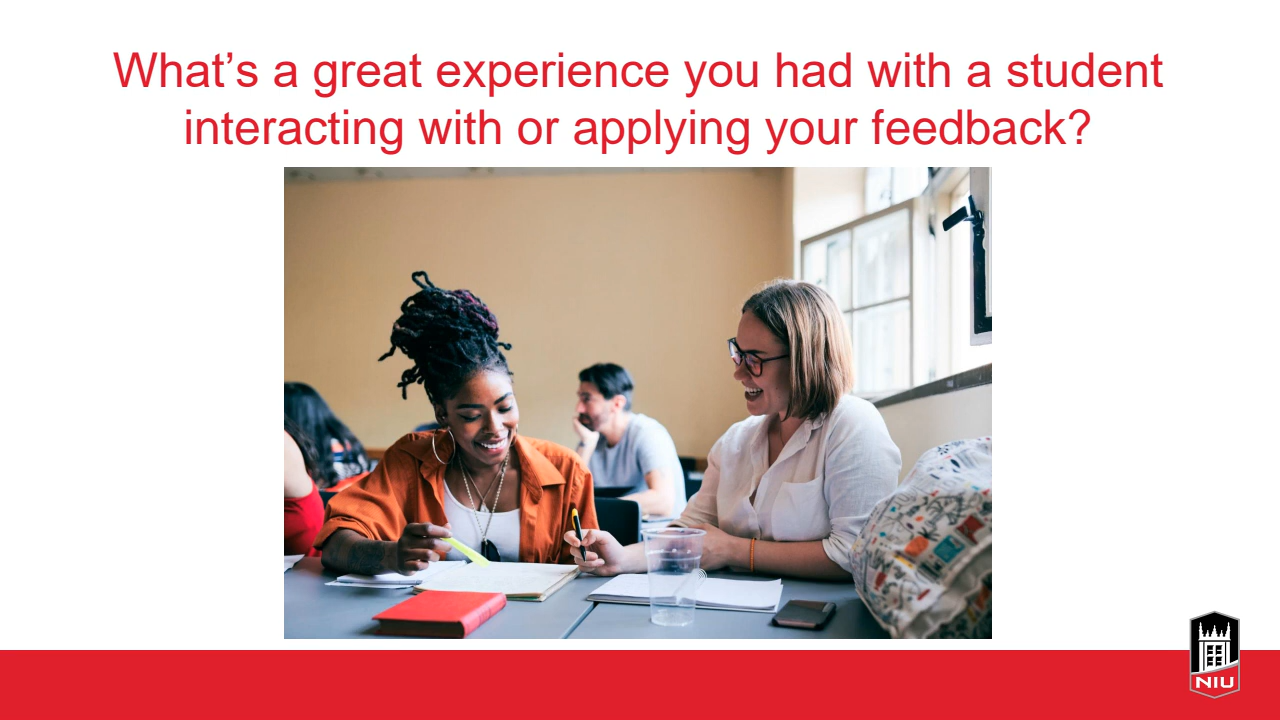 What’s a great experience you had with a student
interacting with or applying your feedback?
NIU